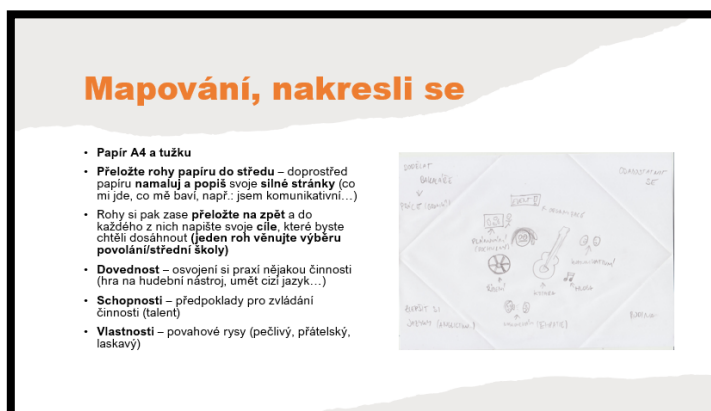 Mapování, nakresli se
• Papír A4 a tužku
• Přeložte rohy papíru do středu – doprostřed
papíru namaluj a popiš svoje silné stránky (co
mi jde, co mě baví, např.: jsem komunikativní...)
• Rohy si pak zase přeložte na zpět a do
každého z nich napište svoje cíle, které byste
chtěli dosáhnout (jeden roh věnujte výběru
povolání/střední školy)
• Dovednost – osvojení si praxí nějakou činnosti
(hra na hudební nástroj, umět cizí jazyk...)
• Schopnosti – předpoklady pro zvládání
činnosti (talent)
• Vlastnosti – povahové rysy (pečlivý, přátelský,
laskavý)
SE
KYTARA
HUDBA